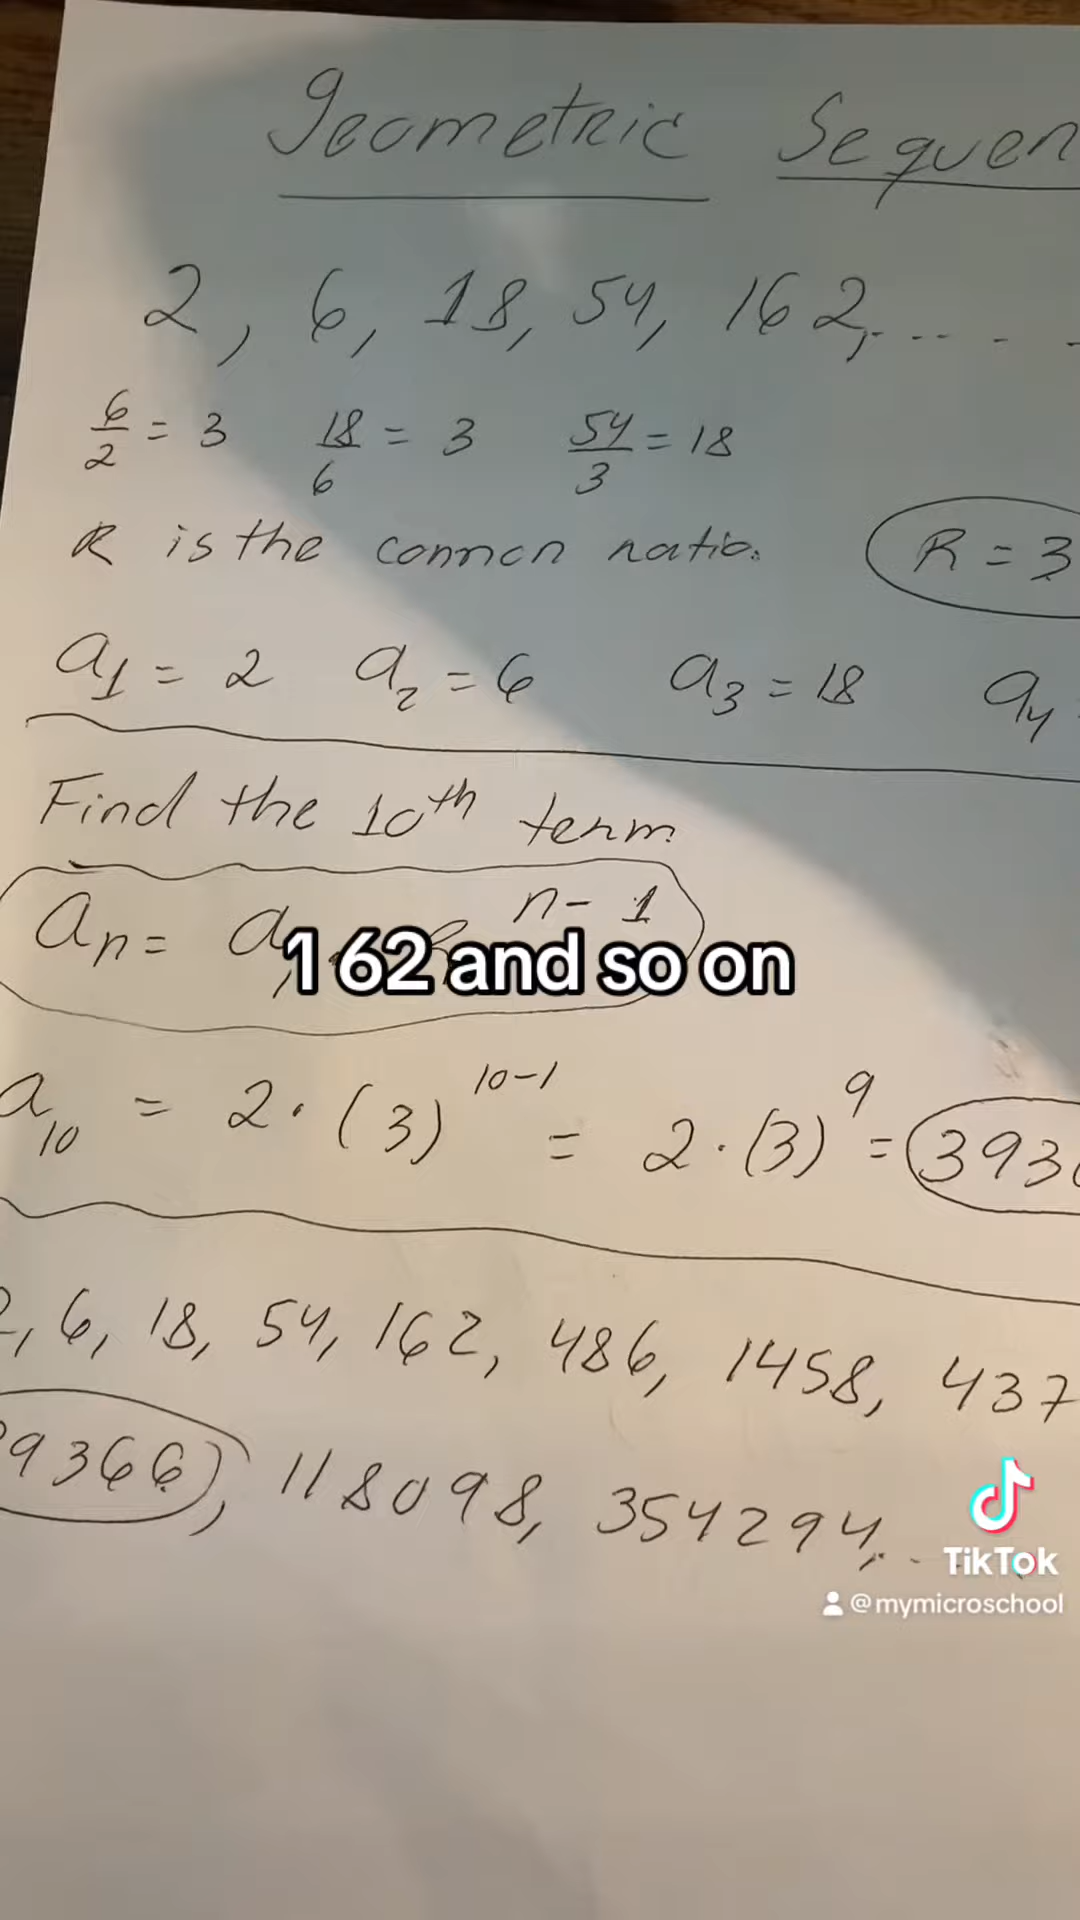 Geometric Sequen
2, 6, 18, 54, 162, ....
6/2 = 3 18/6 = 3 54/3 = 18
R is the common ratio. R = 3
a₁ = 2 a₂ = 6 a₃ = 18 a₄
Find the 10th term
aₙ = a₁ · R^(n-1)
1 62 and so on
a₁₀ = 2 · (3)^(10-1) = 2 · (3)^9 = 393
2, 6, 18, 54, 162, 486, 1458, 437
9366, 118098, 354294, ..
TikTok
@mymicroschool